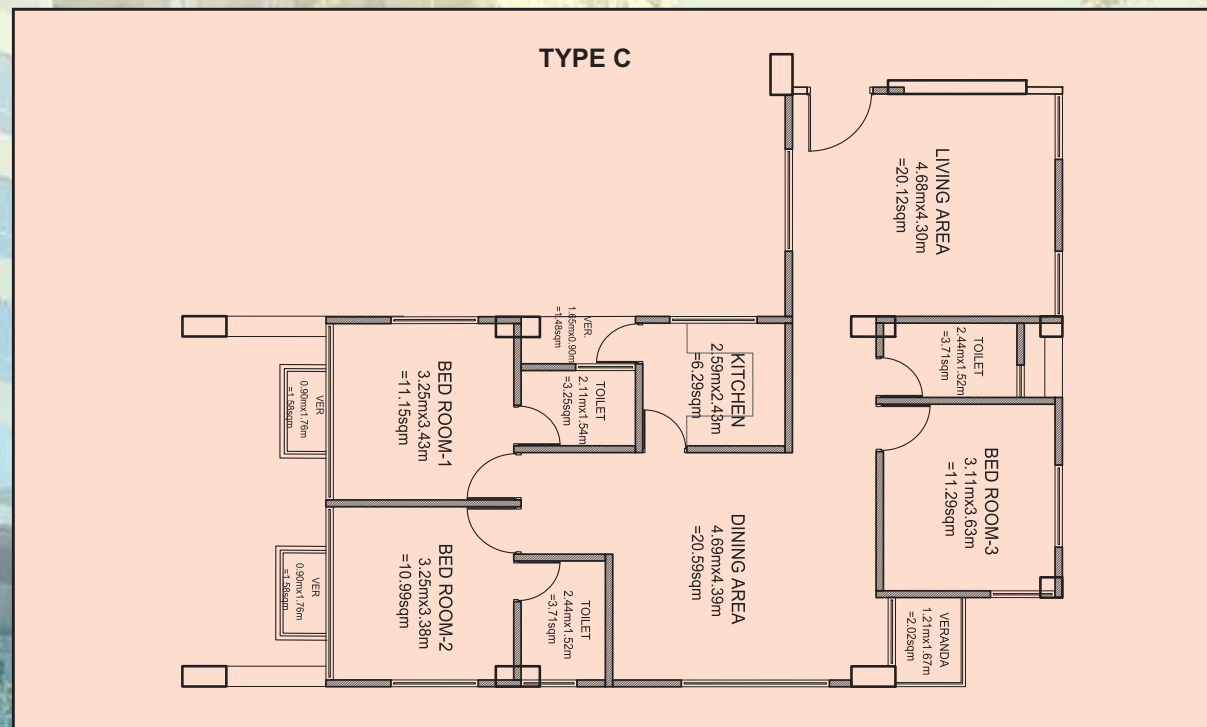 TYPE C
LIVING AREA
4.68mx4.30m
=20.12sqm
TOILET
2.44mx1.52m
=3.71sqm
VER.
1.65mx0.90m
=1.48sqm
KITCHEN
2.59mx2.43m
=6.29sqm
TOILET
2.11mx1.54m
=3.25sqm
BED ROOM-1
3.25mx3.43m
=11.15sqm
VER
0.90mx1.76m
=1.58sqm
BED ROOM-3
3.11mx3.63m
=11.29sqm
DINING AREA
4.69mx4.39m
=20.59sqm
BED ROOM-2
3.25mx3.38m
=10.99sqm
VER
0.90mx1.76m
=1.58sqm
TOILET
2.44mx1.52m
=3.71sqm
VERANDA
1.21mx1.67m
=2.02sqm